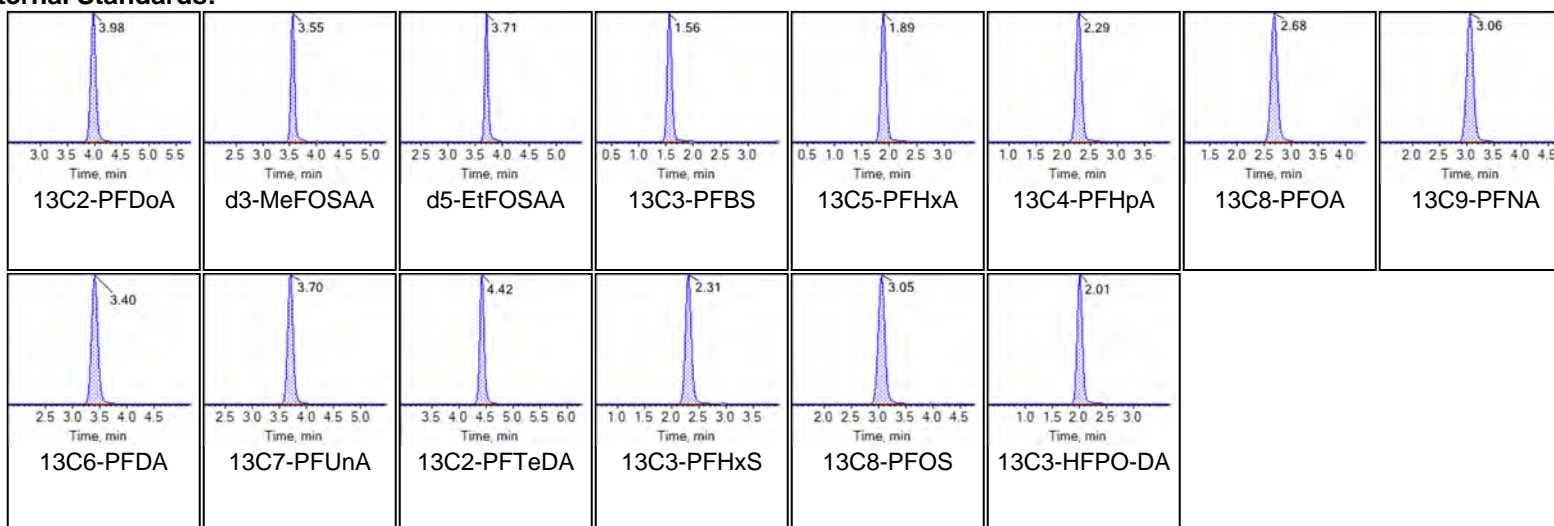 ternal Standards:
3.98 3.55 3.71 1.56 1.89 2.29 2.68 3.06
3.0 3.5 4.0 4.5 5.0 5.5 2.5 3.0 3.5 4.0 4.5 5.0 2.5 3.0 3.5 4.0 4.5 5.0 0.5 1.0 1.5 2.0 2.5 3.0 0.5 1.0 1.5 2.0 2.5 3.0 1.0 1.5 2.0 2.5 3.0 3.5 1.5 2.0 2.5 3.0 3.5 4.0 2.0 2.5 3.0 3.5 4.0 4.5
Time, min Time, min Time, min Time, min Time, min Time, min Time, min Time, min
13C2-PFDoA d3-MeFOSAA d5-EtFOSAA 13C3-PFBS 13C5-PFHxA 13C4-PFHpA 13C8-PFOA 13C9-PFNA
3.40 3.70 4.42 2.31 3.05 2.01
2.5 3.0 3.5 4.0 4.5 2.5 3.0 3.5 4.0 4.5 5.0 3.5 4.0 4.5 5.0 5.5 6.0 1.0 1.5 2.0 2.5 3.0 3.5 2.0 2.5 3.0 3.5 4.0 4.5 1.0 1.5 2.0 2.5 3.0
Time, min Time, min Time, min Time, min Time, min Time, min
13C6-PFDA 13C7-PFUnA 13C2-PFTeDA 13C3-PFHxS 13C8-PFOS 13C3-HFPO-DA